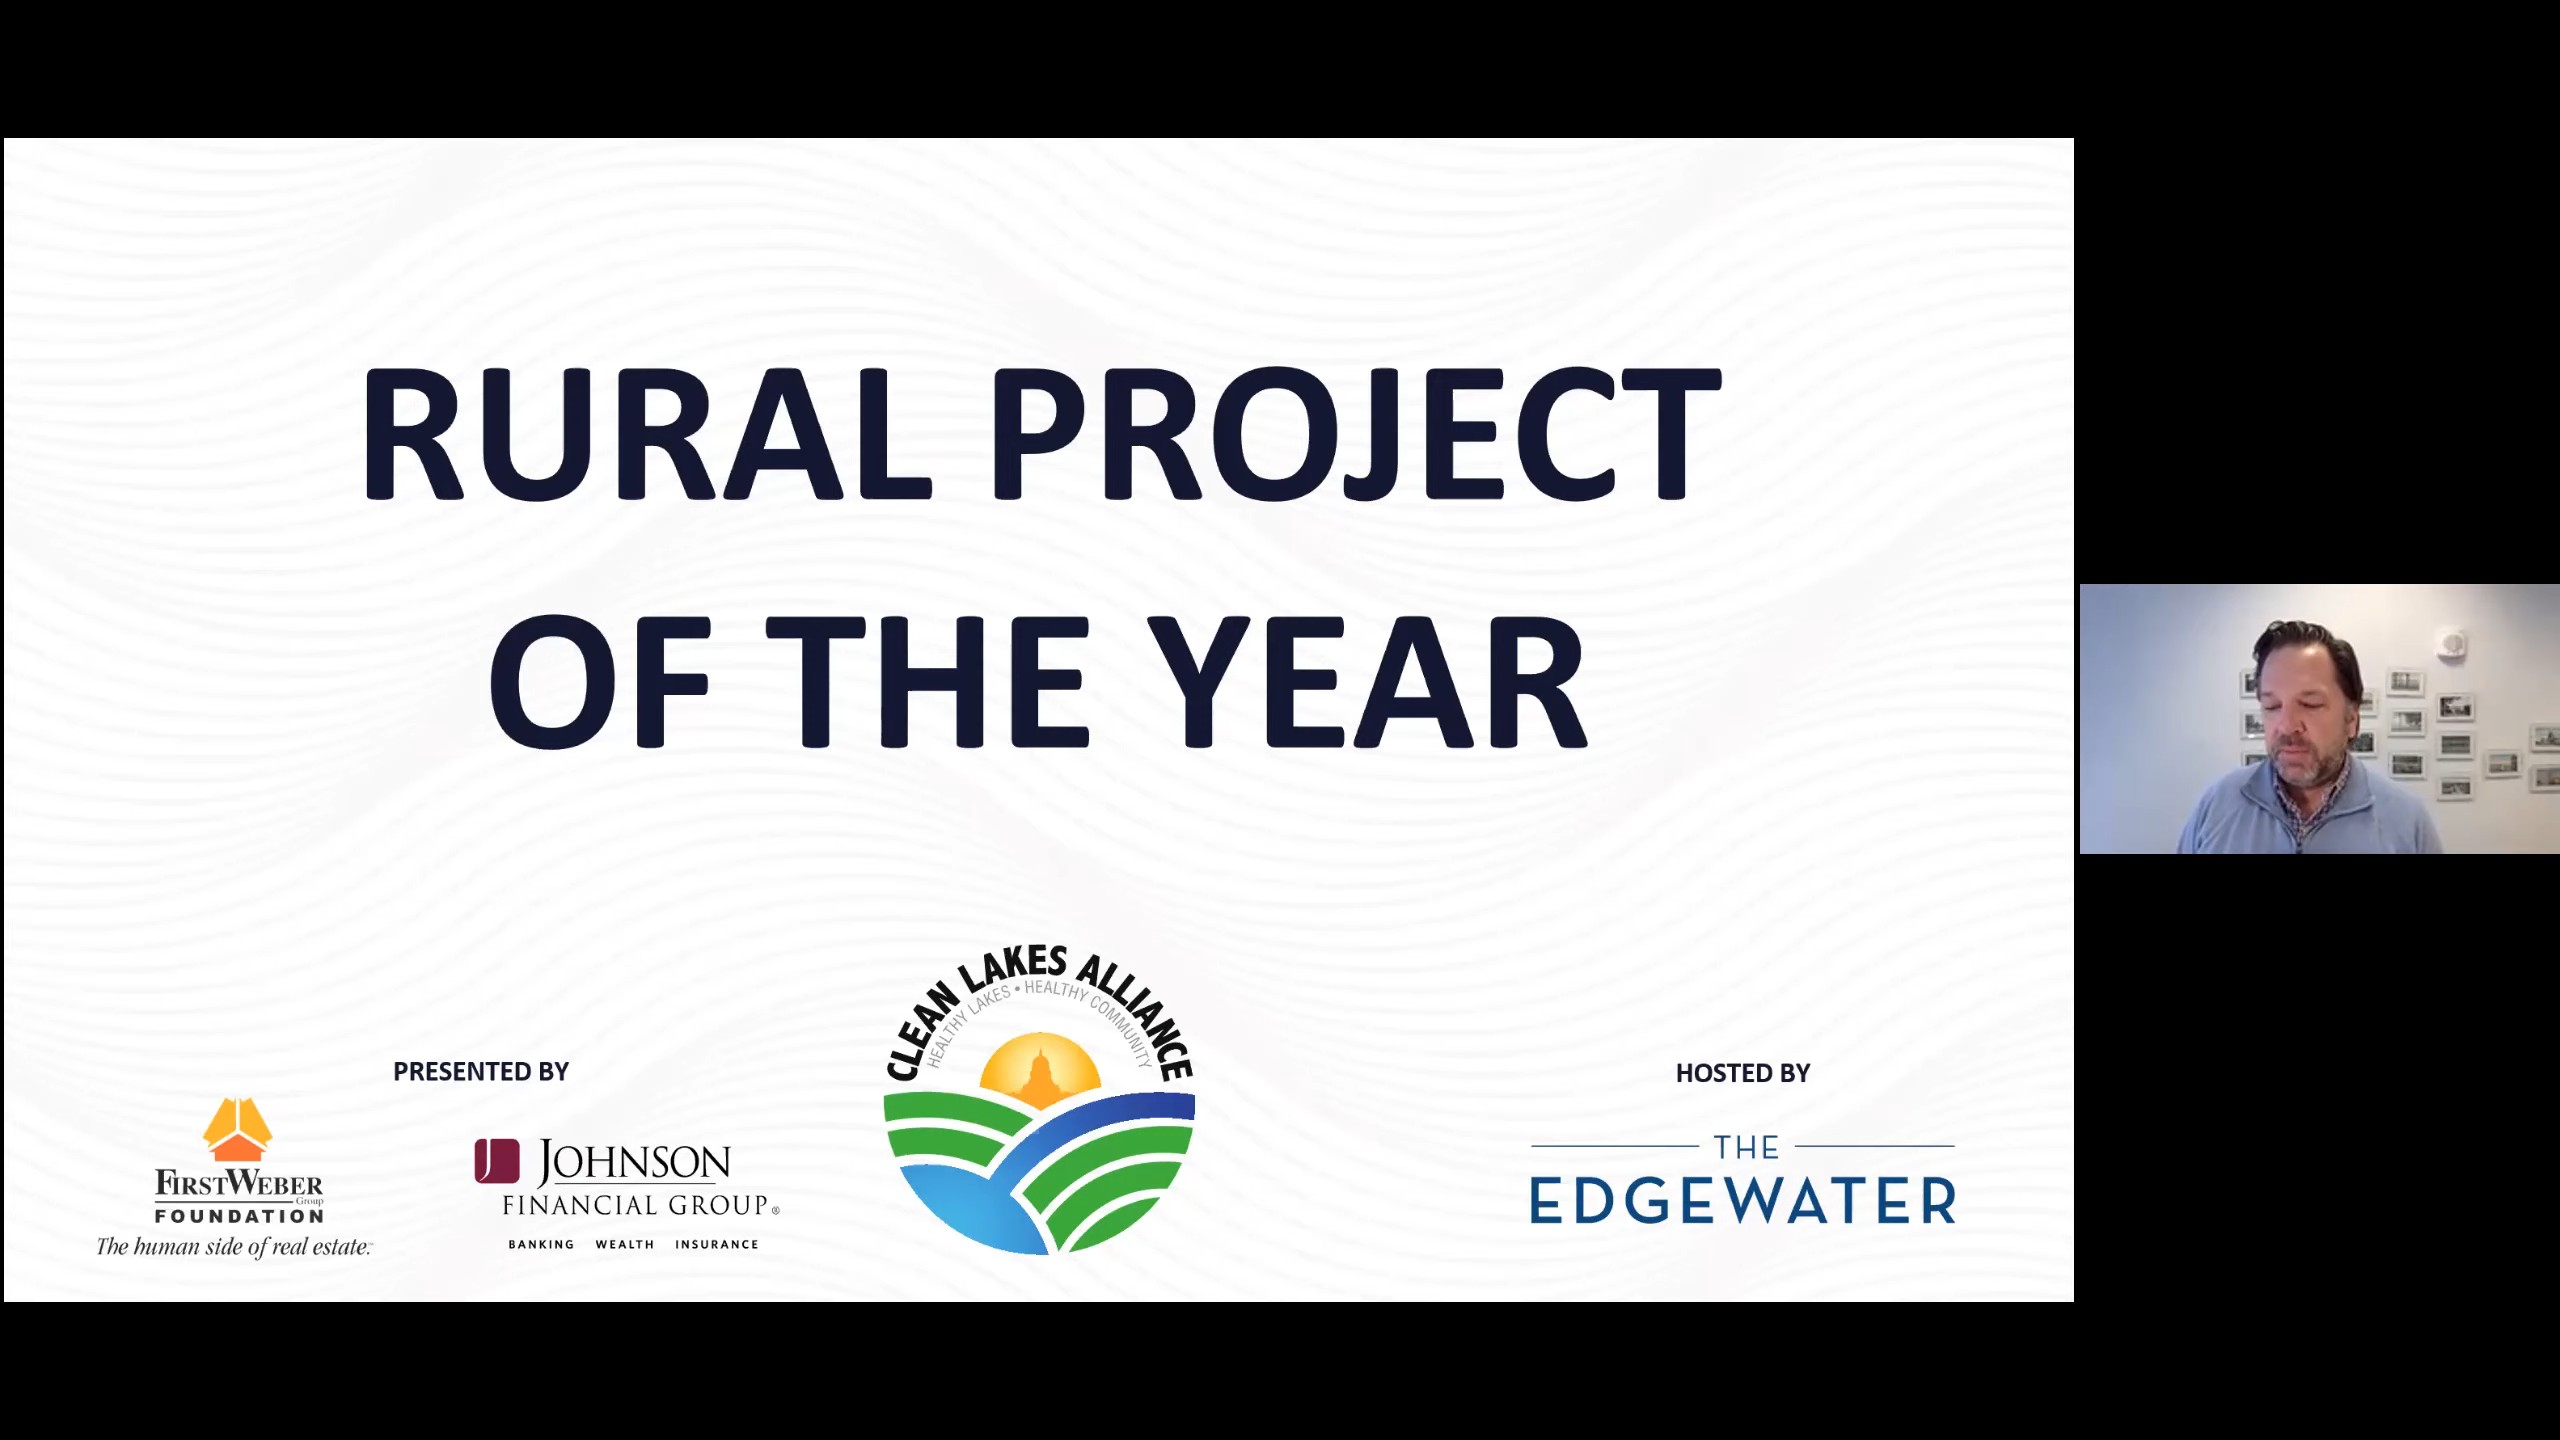 RURAL PROJECT
OF THE YEAR
PRESENTED BY
FIRSTWEBER
Group
FOUNDATION
The human side of real estate.
J
JOHNSON
FINANCIAL GROUP®
BANKING WEALTH INSURANCE
CLEAN LAKES ALLIANCE
HEALTHY LAKES • HEALTHY COMMUNITY
HOSTED BY
THE
EDGEWATER